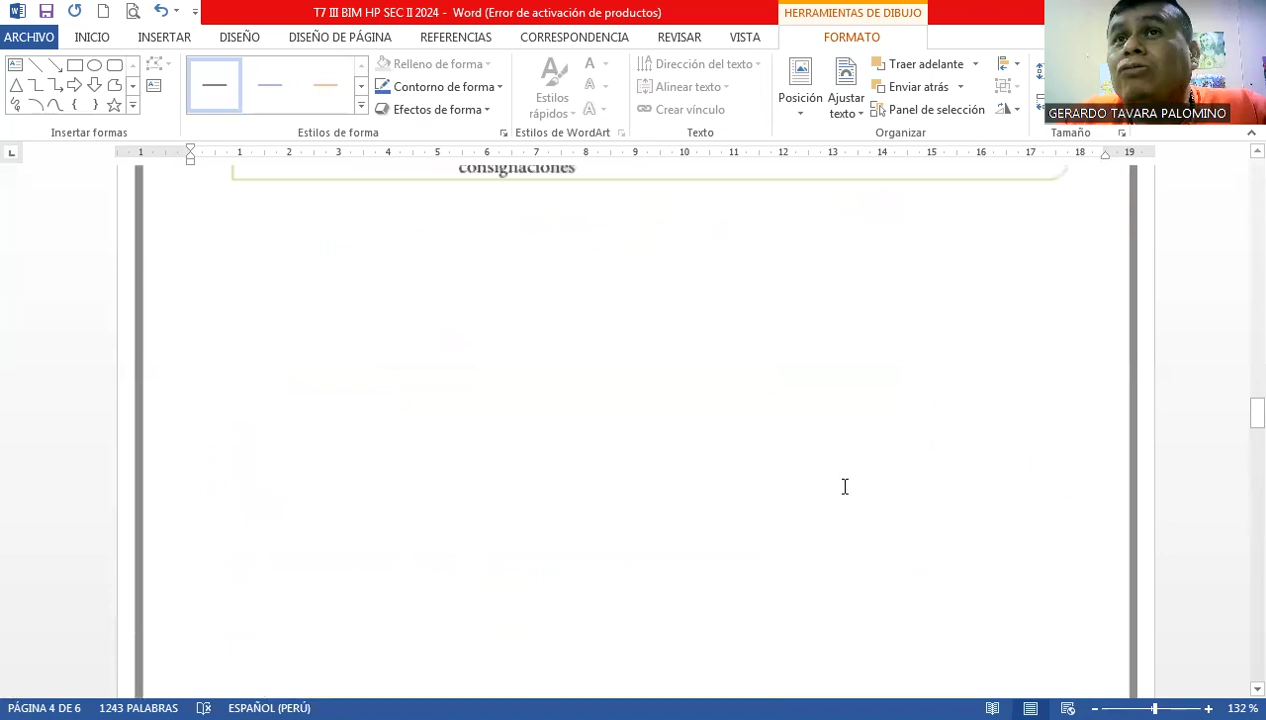 T7 III BIM HP SEC II 2024 - Word (Error de activación de productos)
HERRAMIENTAS DE DIBUJO
ARCHIVO INICIO INSERTAR DISEÑO DISEÑO DE PÁGINA REFERENCIAS CORRESPONDENCIA REVISAR VISTA FORMATO
Relleno de forma
Contorno de forma
Efectos de forma
Estilos
rápidos
Dirección del texto
Alinear texto
Crear vínculo
Posición
Ajustar
texto
Traer adelante
Enviar atrás
Panel de selección
Insertar formas
Estilos de forma
Estilos de WordArt
Texto
Organizar
Tamaño
GERARDO TAVARA PALOMINO
1 1 2 3 4 5 6 7 8 9 10 11 12 13 14 15 16 17 18 19
consignaciones
PÁGINA 4 DE 6 1243 PALABRAS ESPAÑOL (PERÚ) 132 %